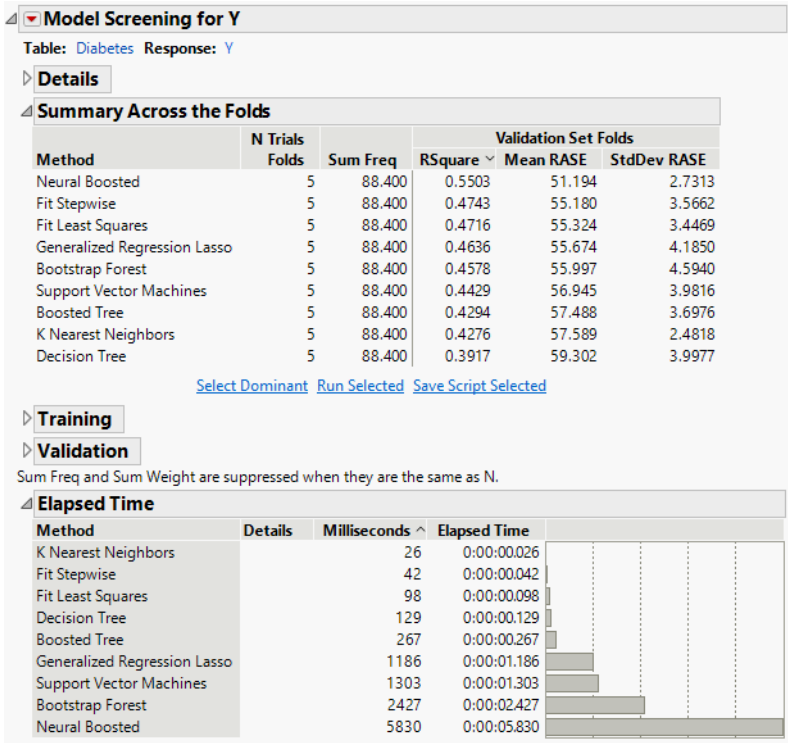 Model Screening for Y
Table: Diabetes Response: Y
Details
Summary Across the Folds
N Trials Validation Set Folds
Method Folds Sum Freq RSquare Mean RASE StdDev RASE
Neural Boosted 5 88.400 0.5503 51.194 2.7313
Fit Stepwise 5 88.400 0.4743 55.180 3.5662
Fit Least Squares 5 88.400 0.4716 55.324 3.4469
Generalized Regression Lasso 5 88.400 0.4636 55.674 4.1850
Bootstrap Forest 5 88.400 0.4578 55.997 4.5940
Support Vector Machines 5 88.400 0.4429 56.945 3.9816
Boosted Tree 5 88.400 0.4294 57.488 3.6976
K Nearest Neighbors 5 88.400 0.4276 57.589 2.4818
Decision Tree 5 88.400 0.3917 59.302 3.9977
Select Dominant Run Selected Save Script Selected
Training
Validation
Sum Freq and Sum Weight are suppressed when they are the same as N.
Elapsed Time
Method Details Milliseconds Elapsed Time
K Nearest Neighbors 26 0:00:00.026
Fit Stepwise 42 0:00:00.042
Fit Least Squares 98 0:00:00.098
Decision Tree 129 0:00:00.129
Boosted Tree 267 0:00:00.267
Generalized Regression Lasso 1186 0:00:01.186
Support Vector Machines 1303 0:00:01.303
Bootstrap Forest 2427 0:00:02.427
Neural Boosted 5830 0:00:05.830